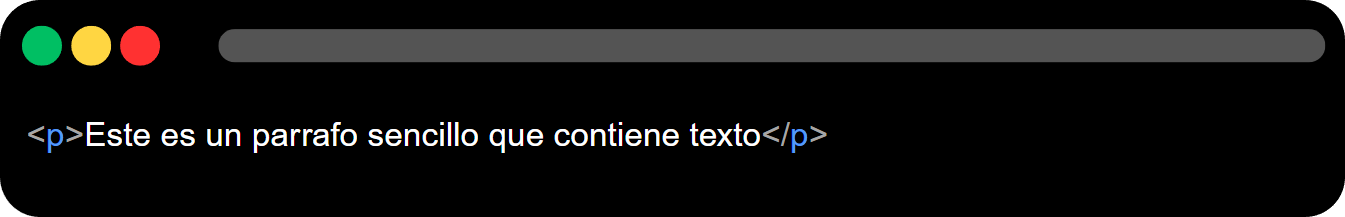 <p>Este es un parrafo sencillo que contiene texto</p>